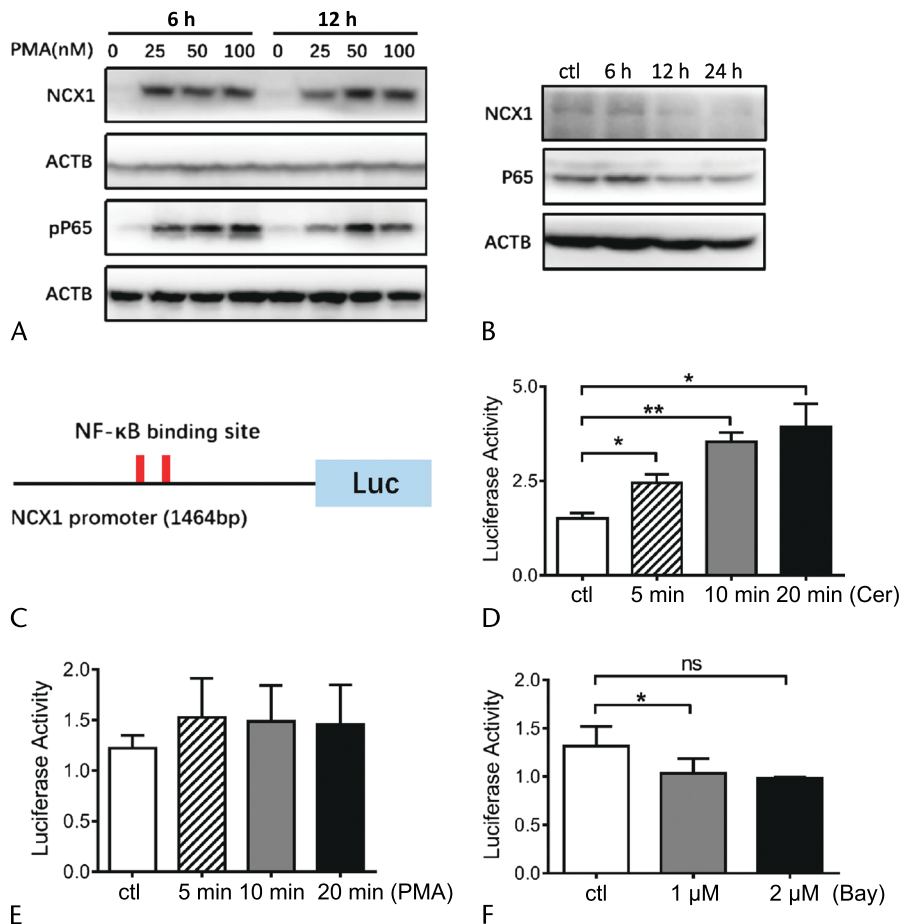 6 h 12 h
PMA(nM) 0 25 50 100 0 25 50 100
NCX1
ACTB
pP65
ACTB
A
ctl 6 h 12 h 24 h
NCX1
P65
ACTB
B
NF-κB binding site
Luc
NCX1 promoter (1464bp)
C
Luciferase Activity
5.0
2.5
0.0
*
**
*
ctl 5 min 10 min 20 min (Cer)
D
Luciferase Activity
2.0
1.5
1.0
0.5
0.0
ctl 5 min 10 min 20 min (PMA)
E
Luciferase Activity
2.0
1.5
1.0
0.5
0.0
ns
*
ctl 1 μM 2 μM (Bay)
F